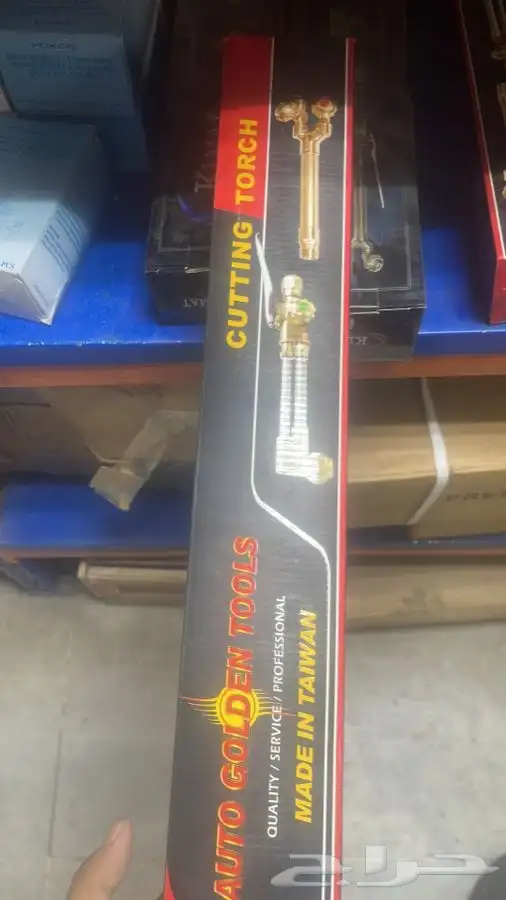 CUTTING TORCH
AUTO GOLDEN TOOLS
QUALITY / SERVICE / PROFESSIONAL
MADE IN TAIWAN
حراج